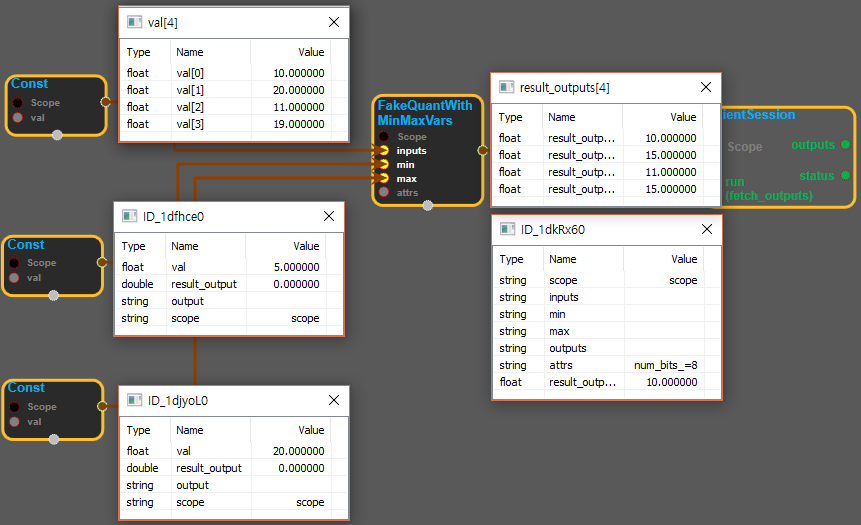 val[4]
Type Name Value
float val[0] 10.000000
float val[1] 20.000000
float val[2] 11.000000
float val[3] 19.000000
Const
Scope
val
FakeQuantWith
MinMaxVars
Scope
inputs
min
max
attrs
result_outputs[4]
Type Name Value
float result_outp... 10.000000
float result_outp... 15.000000
float result_outp... 11.000000
float result_outp... 15.000000
ientSession
Scope outputs
status
run
(fetch_outputs)
Const
Scope
val
ID_1dfhce0
Type Name Value
float val 5.000000
double result_output 0.000000
string output
string scope scope
ID_1dkRx60
Type Name Value
string scope scope
string inputs
string min
string max
string outputs
string attrs num_bits_=8
float result_outp... 10.000000
Const
Scope
val
ID_1djyoL0
Type Name Value
float val 20.000000
double result_output 0.000000
string output
string scope scope